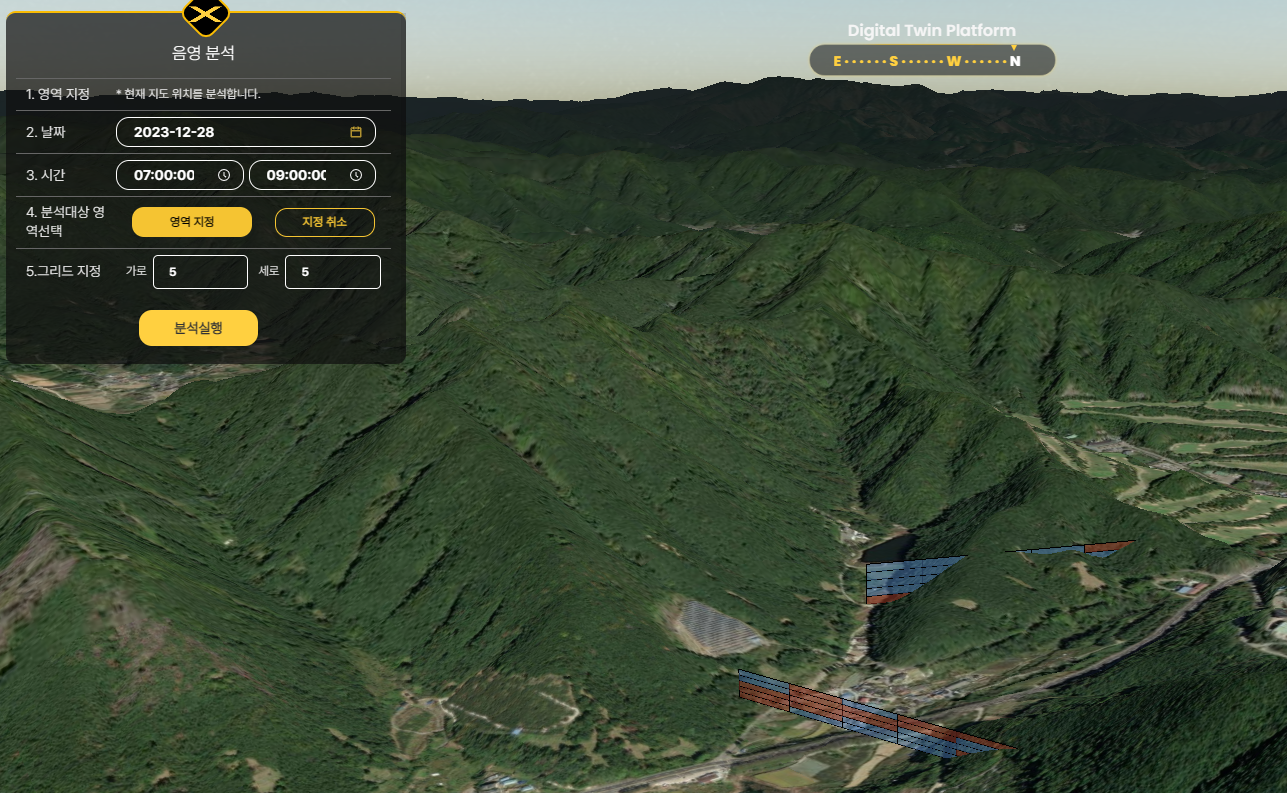 음영 분석
1. 영역 지정 * 현재 지도 위치를 분석합니다.
2. 날짜 2023-12-28
3. 시간 07:00:00 09:00:00
4. 분석대상 영
역선택 영역 지정 지정 취소
5.그리드 지정 가로 5 세로 5
분석실행
Digital Twin Platform
E······S······W······N